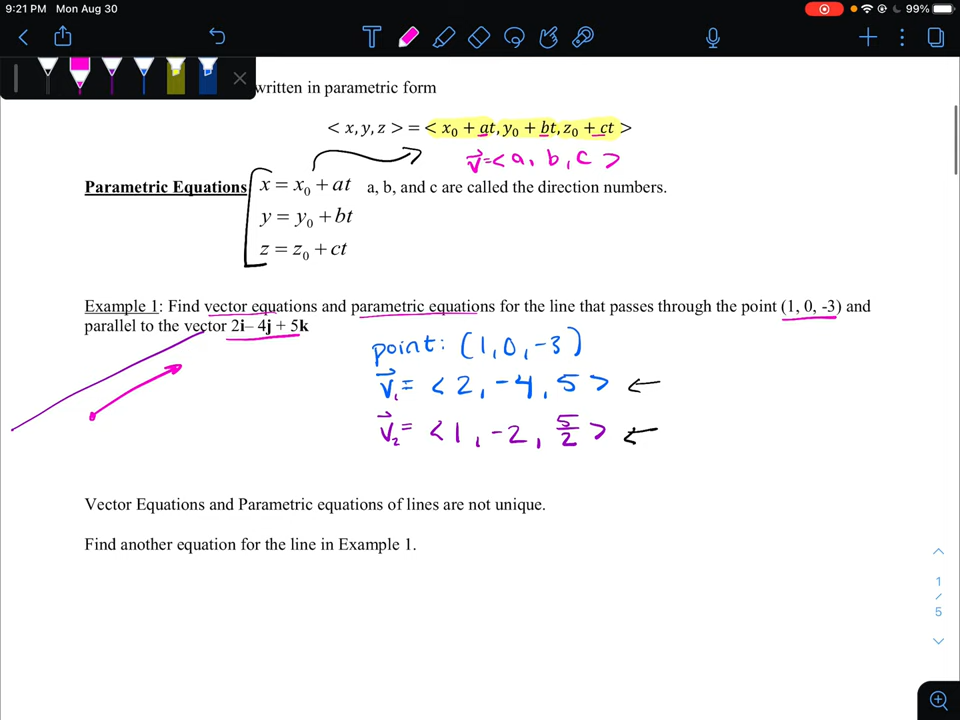 9:21 PM Mon Aug 30 99%
written in parametric form
< x, y, z > = < x₀ + at, y₀ + bt, z₀ + ct >
v⃗ = < a, b, c >
Parametric Equations x = x₀ + at a, b, and c are called the direction numbers.
y = y₀ + bt
z = z₀ + ct
Example 1: Find vector equations and parametric equations for the line that passes through the point (1, 0, -3) and
parallel to the vector 2i– 4j + 5k
point: (1, 0, -3)
v⃗₁ = < 2, -4, 5 > ←
v⃗₂ = < 1, -2, 5/2 > ←
Vector Equations and Parametric equations of lines are not unique.
Find another equation for the line in Example 1.
1
/
5